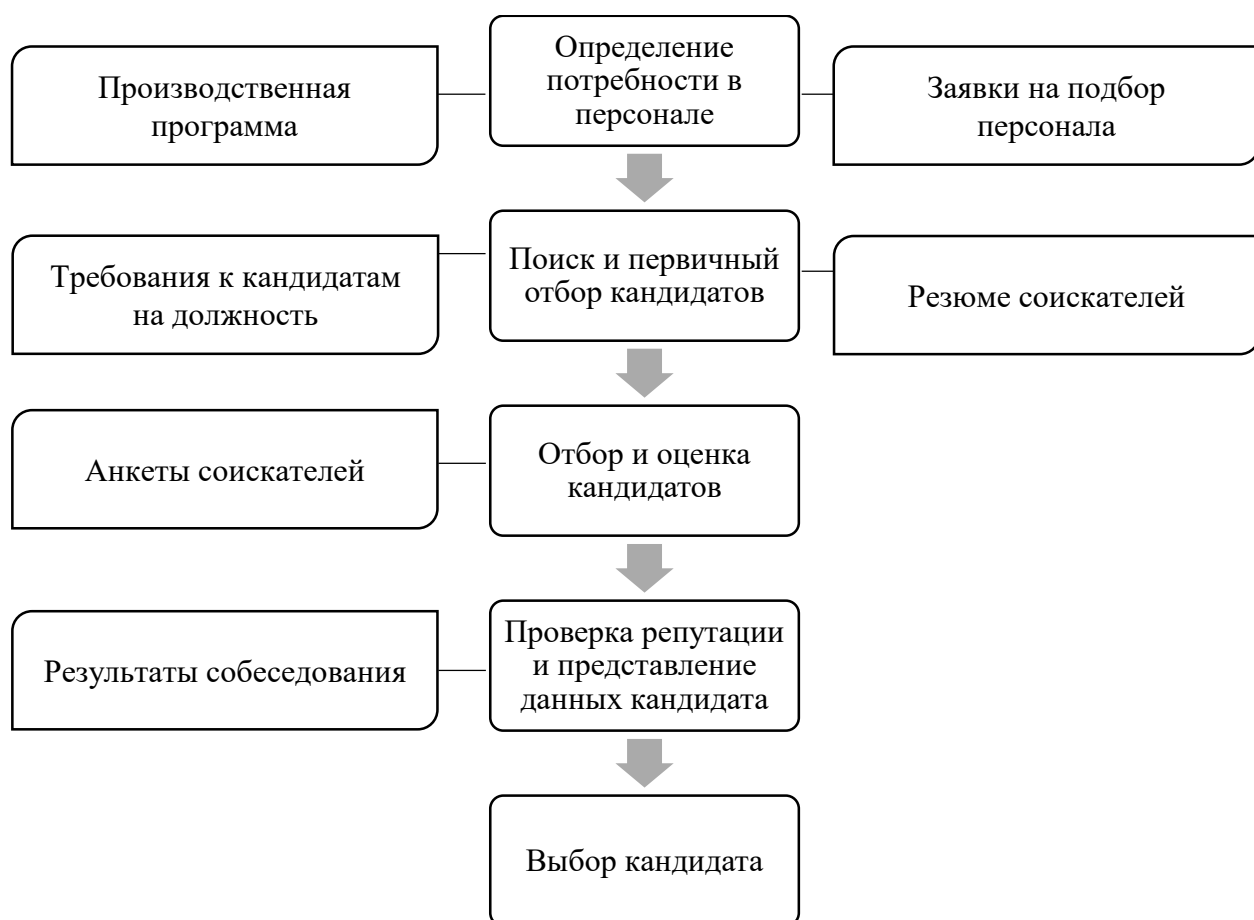 Определение
потребности в
персонале
Производственная
программа
Заявки на подбор
персонала
Поиск и первичный
отбор кандидатов
Требования к кандидатам
на должность
Резюме соискателей
Отбор и оценка
кандидатов
Анкеты соискателей
Проверка репутации
и представление
данных кандидата
Результаты собеседования
Выбор кандидата